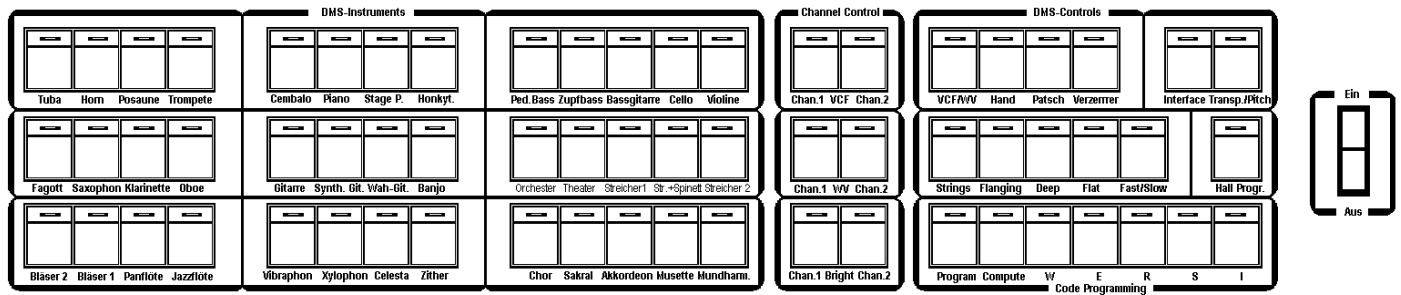 DMS-Instruments Channel Control DMS-Controls
Tuba Horn Posaune Trompete Cembalo Piano Stage P. Honkyt. Ped.Bass Zupfbass Bassgitarre Cello Violine Chan.1 VCF Chan.2 VCF/WV Hand Patsch Verzerrrer Interface Transp./Pitch
Ein
Fagott Saxophon Klarinette Oboe Gitarre Synth. Git. Wah-Git. Banjo Orchester Theater Streicher1 Str.+Spinett Streicher 2 Chan.1 WV Chan.2 Strings Flanging Deep Flat Fast/Slow Hall Progr.
Aus
Bläser 2 Bläser 1 Panflöte Jazzflöte Vibraphon Xylophon Celesta Zither Chor Sakral Akkordeon Musette Mundharm. Chan.1 Bright Chan.2 Program Compute W E R S I
Code Programming